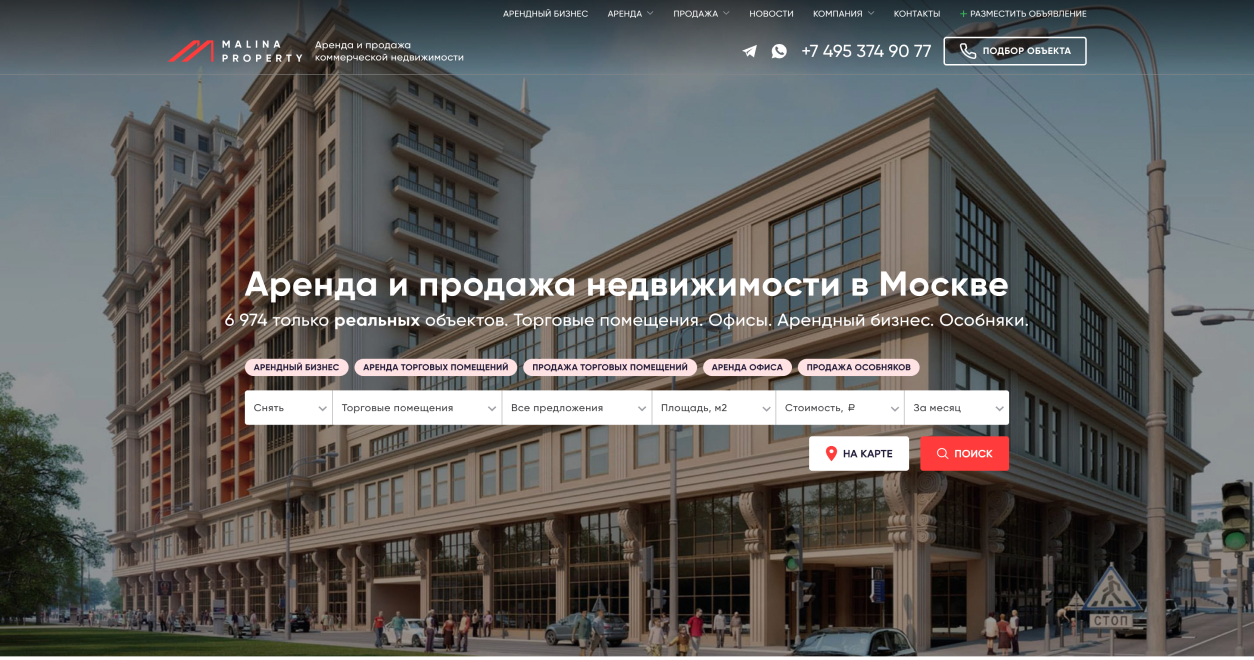 АРЕНДНЫЙ БИЗНЕС АРЕНДА ПРОДАЖА НОВОСТИ КОМПАНИЯ КОНТАКТЫ + РАЗМЕСТИТЬ ОБЪЯВЛЕНИЕ
MALINA
PROPERTY
Аренда и продажа
коммерческой недвижимости
+7 495 374 90 77
ПОДБОР ОБЪЕКТА
Аренда и продажа недвижимости в Москве
6 974 только реальных объектов. Торговые помещения. Офисы. Арендный бизнес. Особняки.
АРЕНДНЫЙ БИЗНЕС АРЕНДА ТОРГОВЫХ ПОМЕЩЕНИЙ ПРОДАЖА ТОРГОВЫХ ПОМЕЩЕНИЙ АРЕНДА ОФИСА ПРОДАЖА ОСОБНЯКОВ
Снять Торговые помещения Все предложения Площадь, м2 Стоимость, ₽ За месяц
НА КАРТЕ ПОИСК
СТОП